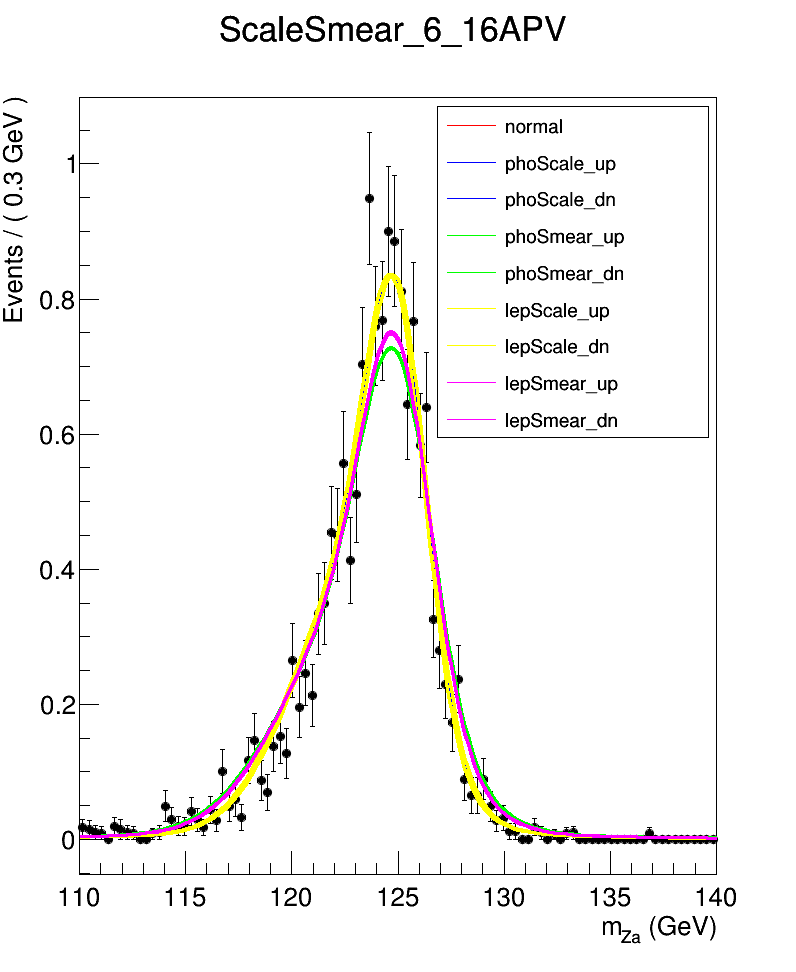 ScaleSmear_6_16APV
Events / ( 0.3 GeV )
1
0.8
0.6
0.4
0.2
0
normal
phoScale_up
phoScale_dn
phoSmear_up
phoSmear_dn
lepScale_up
lepScale_dn
lepSmear_up
lepSmear_dn
110 115 120 125 130 135 140
m_Za (GeV)